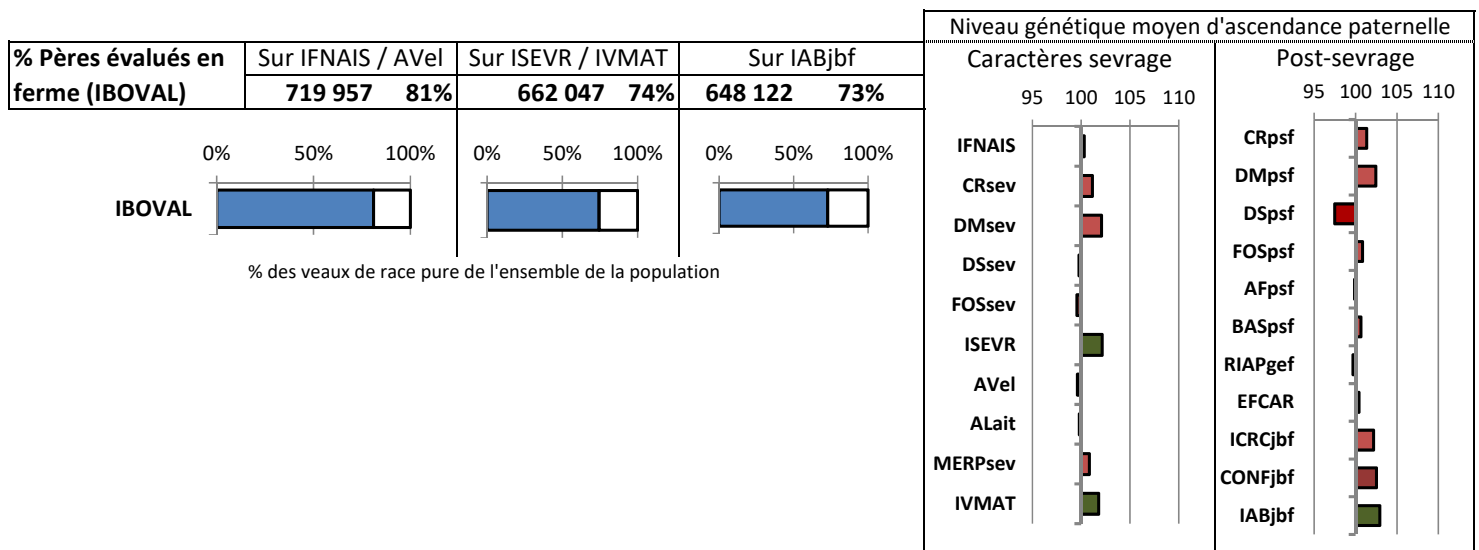 % Pères évalués en Sur IFNAIS / AVel Sur ISEVR / IVMAT Sur IABjbf
ferme (IBOVAL) 719 957 81% 662 047 74% 648 122 73%
0% 50% 100% 0% 50% 100% 0% 50% 100%
IBOVAL
% des veaux de race pure de l'ensemble de la population
Niveau génétique moyen d'ascendance paternelle
Caractères sevrage
95 100 105 110
IFNAIS
CRsev
DMsev
DSsev
FOSsev
ISEVR
AVel
ALait
MERPsev
IVMAT
Post-sevrage
95 100 105 110
CRpsf
DMpsf
DSpsf
FOSpsf
AFpsf
BASpsf
RIAPgef
EFCAR
ICRCjbf
CONFjbf
IABjbf